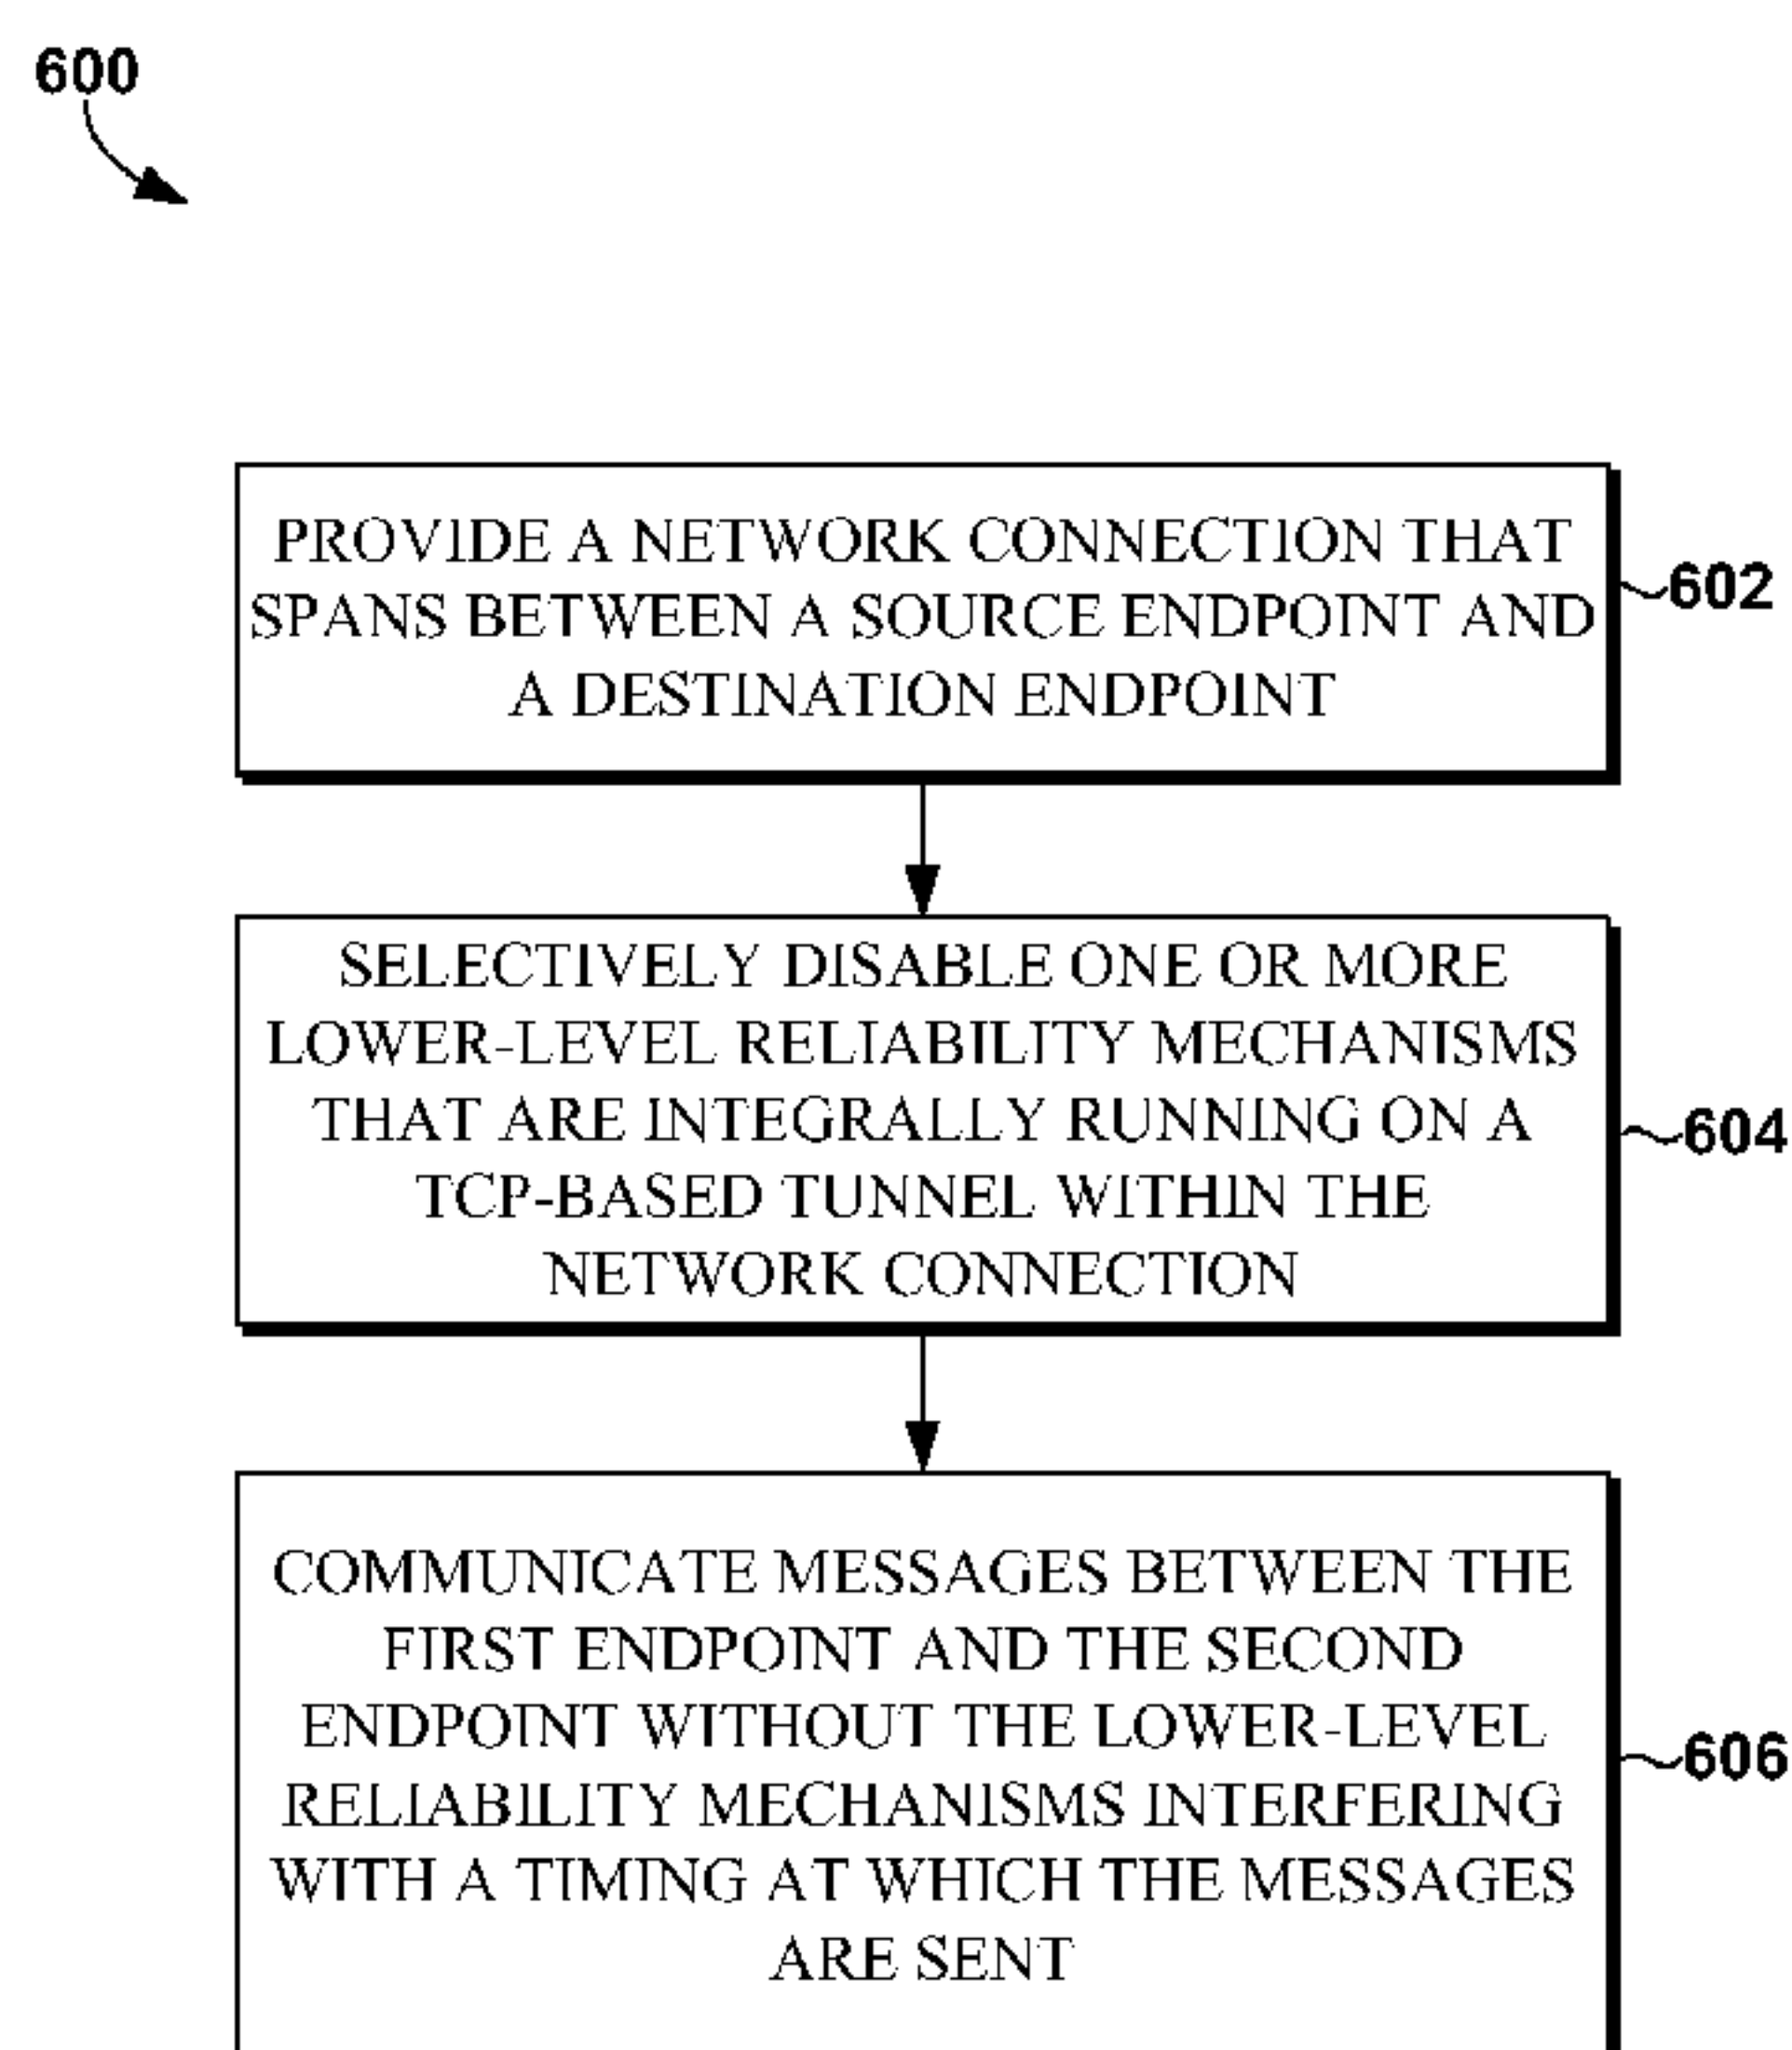 600
PROVIDE A NETWORK CONNECTION THAT
SPANS BETWEEN A SOURCE ENDPOINT AND
A DESTINATION ENDPOINT
602
SELECTIVELY DISABLE ONE OR MORE
LOWER-LEVEL RELIABILITY MECHANISMS
THAT ARE INTEGRALLY RUNNING ON A
TCP-BASED TUNNEL WITHIN THE
NETWORK CONNECTION
604
COMMUNICATE MESSAGES BETWEEN THE
FIRST ENDPOINT AND THE SECOND
ENDPOINT WITHOUT THE LOWER-LEVEL
RELIABILITY MECHANISMS INTERFERING
WITH A TIMING AT WHICH THE MESSAGES
ARE SENT
606